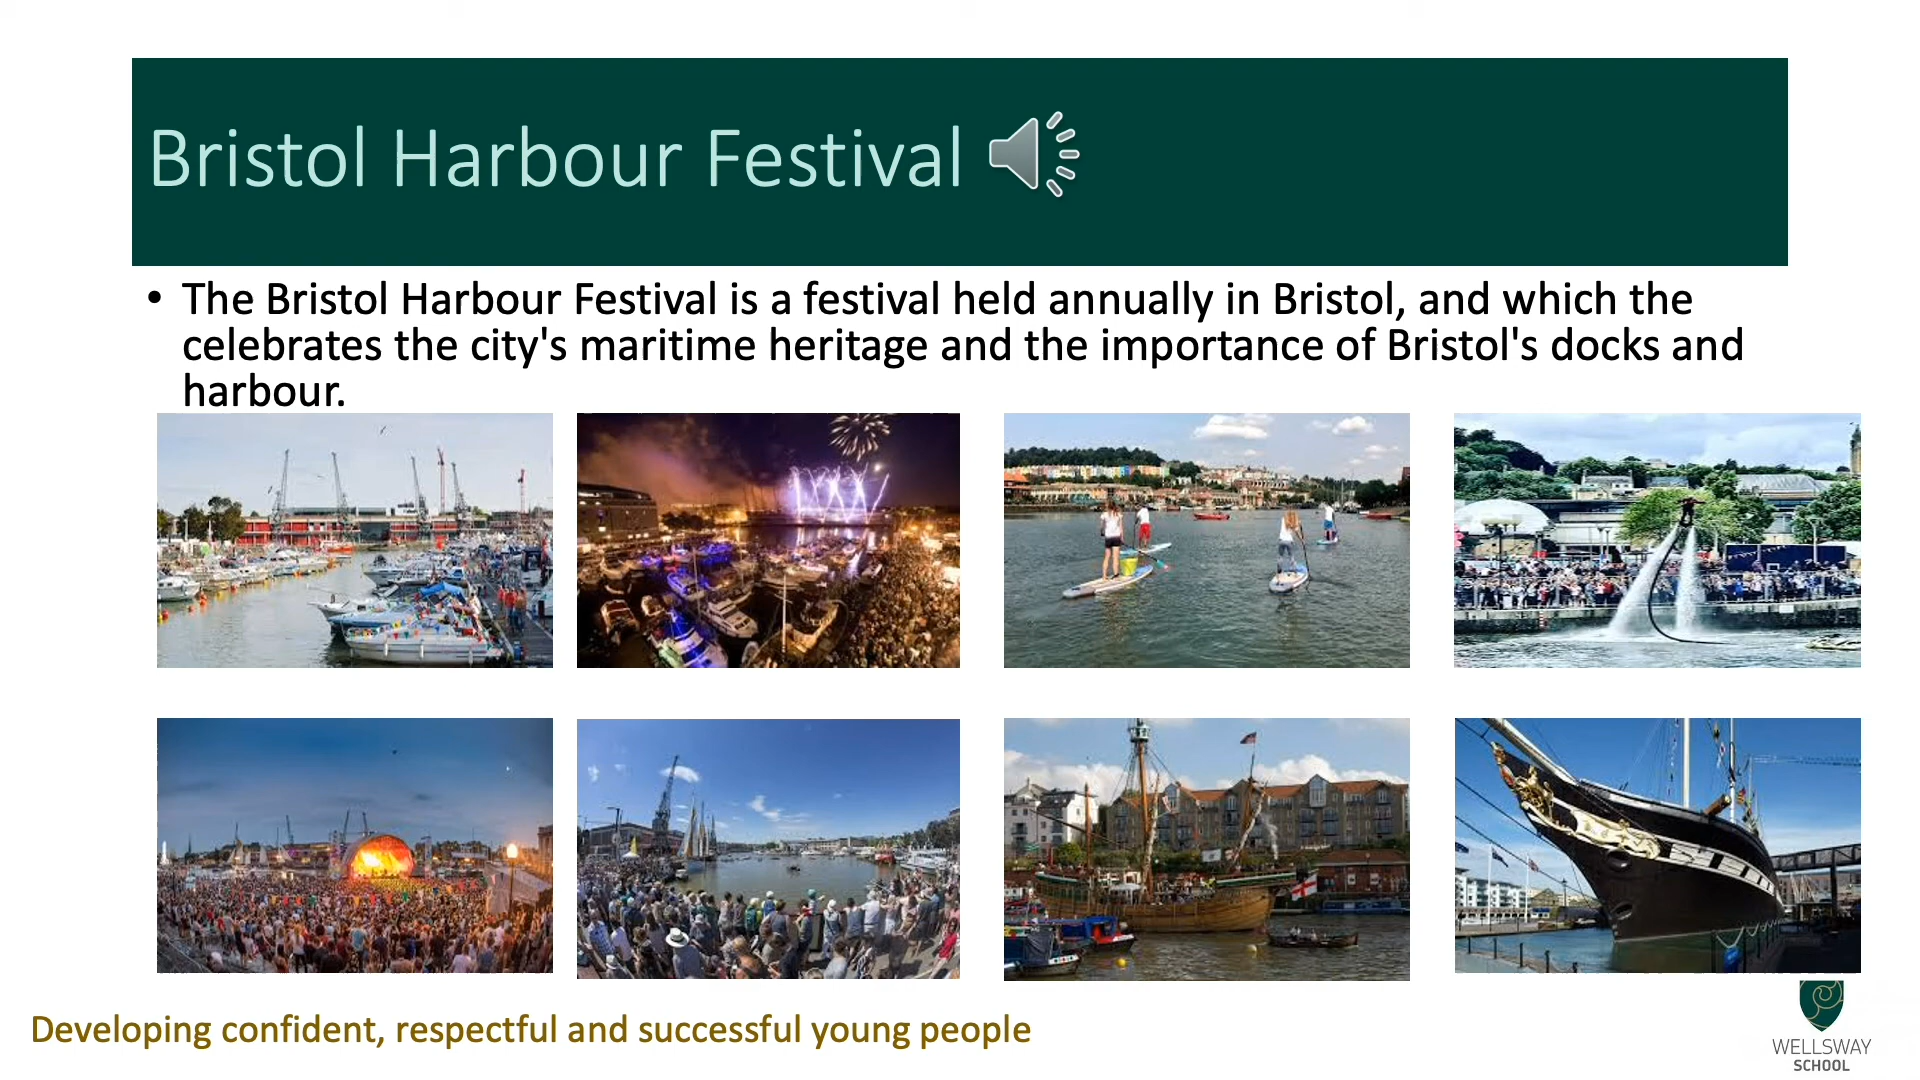 Bristol Harbour Festival
• The Bristol Harbour Festival is a festival held annually in Bristol, and which the
celebrates the city's maritime heritage and the importance of Bristol's docks and
harbour.
Developing confident, respectful and successful young people
WELLSWAY
SCHOOL